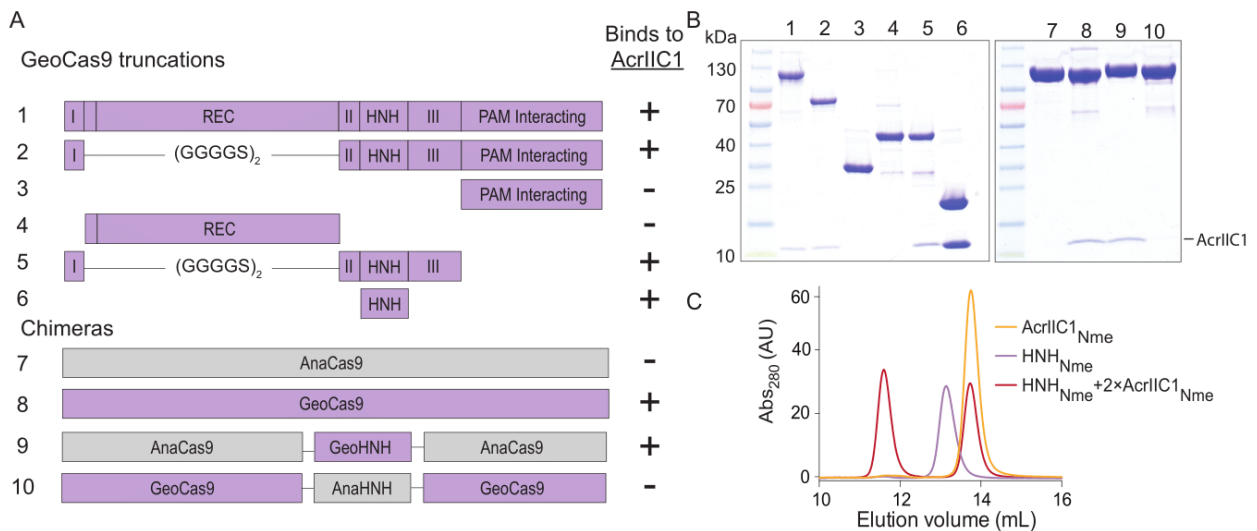 A
GeoCas9 truncations
Binds to
AcrIIC1
1 I REC II HNH III PAM Interacting +
2 I (GGGGS)₂ II HNH III PAM Interacting +
3 PAM Interacting -
4 REC -
5 I (GGGGS)₂ II HNH III +
6 HNH +
Chimeras
7 AnaCas9 -
8 GeoCas9 +
9 AnaCas9 GeoHNH AnaCas9 +
10 GeoCas9 AnaHNH GeoCas9 -
B
kDa 1 2 3 4 5 6 7 8 9 10
130
70
40
25
10
AcrIIC1
C
Abs₂₈₀ (AU)
60
40
20
0
10 12 14 16
Elution volume (mL)
AcrIIC1Nme
HNHNme
HNHNme+2×AcrIIC1Nme